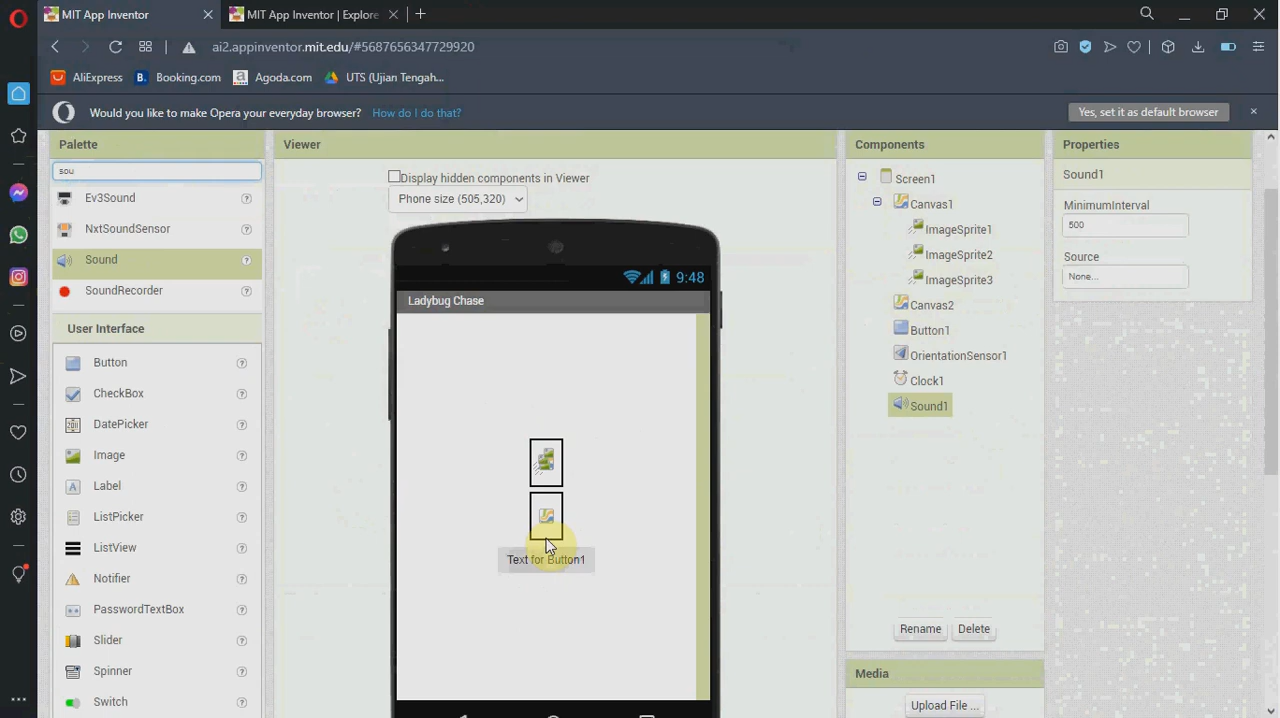 MIT App Inventor
MIT App Inventor | Explore
ai2.appinventor.mit.edu/#5687656347729920
AliExpress
Booking.com
Agoda.com
UTS (Ujian Tengah...
Would you like to make Opera your everyday browser?
How do I do that?
Yes, set it as default browser
Palette
sou
Ev3Sound
NxtSoundSensor
Sound
SoundRecorder
User Interface
Button
CheckBox
DatePicker
Image
Label
ListPicker
ListView
Notifier
PasswordTextBox
Slider
Spinner
Switch
Viewer
Display hidden components in Viewer
Phone size (505,320)
9:48
Ladybug Chase
Text for Button1
Components
Screen1
Canvas1
ImageSprite1
ImageSprite2
ImageSprite3
Canvas2
Button1
OrientationSensor1
Clock1
Sound1
Rename
Delete
Media
Upload File ...
Properties
Sound1
MinimumInterval
500
Source
None...